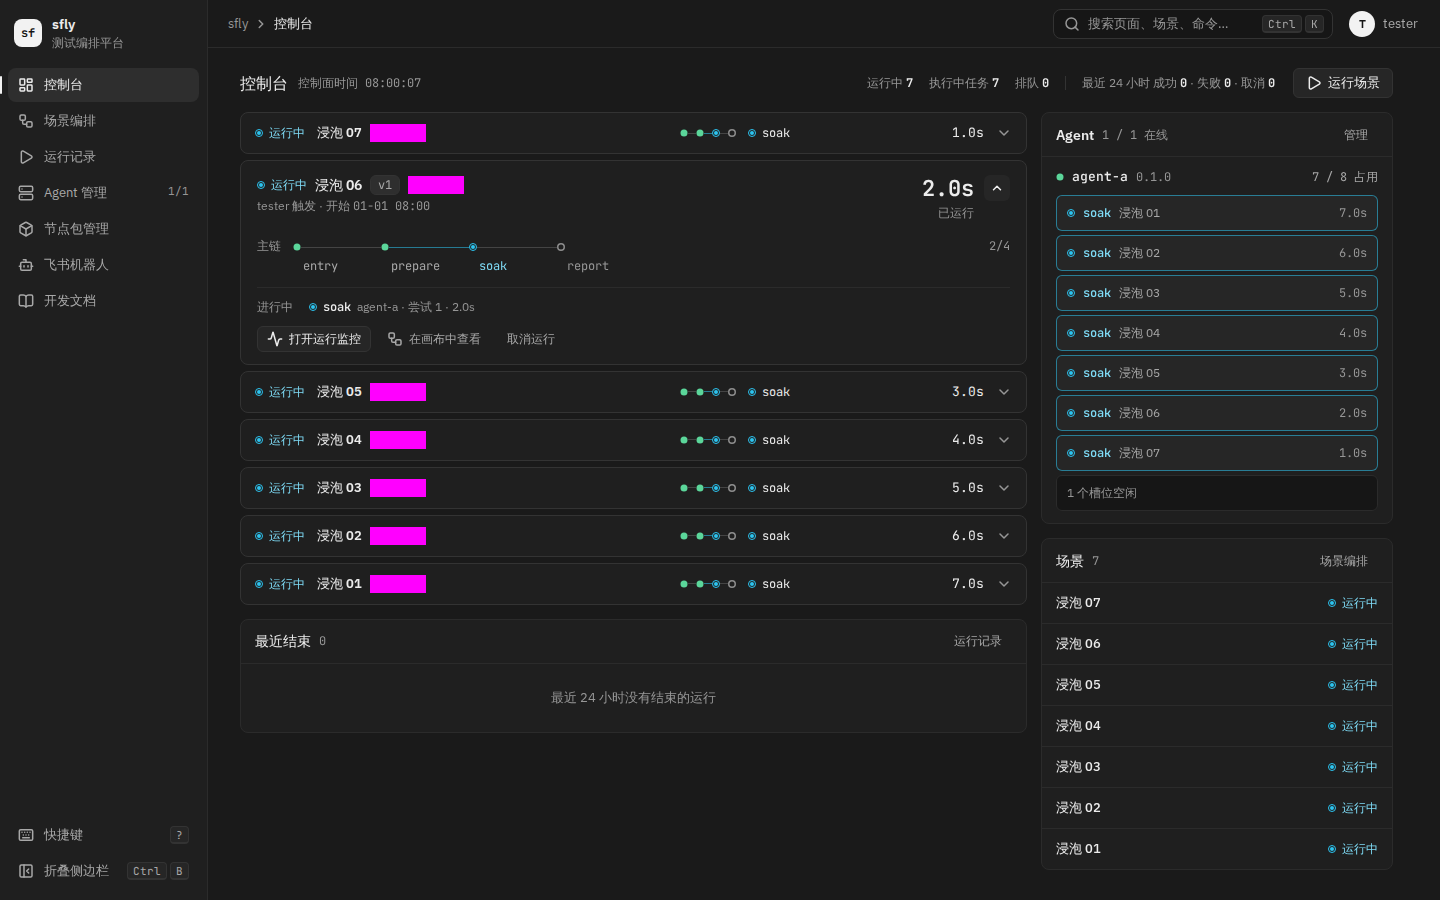 sf
sfly
测试编排平台
控制台
场景编排
运行记录
Agent 管理 1/1
节点包管理
飞书机器人
开发文档
快捷键 ?
折叠侧边栏 Ctrl B
sfly > 控制台
搜索页面、场景、命令... Ctrl K
T tester
控制台 控制面时间 08:00:07
运行中 7 执行中任务 7 排队 0 最近 24 小时 成功 0 · 失败 0 · 取消 0
运行场景
运行中 浸泡 07 soak 1.0s
运行中 浸泡 06 v1 2.0s
tester 触发 · 开始 01-01 08:00 已运行
主链 2/4
entry prepare soak report
进行中 soak agent-a · 尝试 1 · 2.0s
打开运行监控 在画布中查看 取消运行
运行中 浸泡 05 soak 3.0s
运行中 浸泡 04 soak 4.0s
运行中 浸泡 03 soak 5.0s
运行中 浸泡 02 soak 6.0s
运行中 浸泡 01 soak 7.0s
最近结束 0 运行记录
最近 24 小时没有结束的运行
Agent 1 / 1 在线 管理
agent-a 0.1.0 7 / 8 占用
soak 浸泡 01 7.0s
soak 浸泡 02 6.0s
soak 浸泡 03 5.0s
soak 浸泡 04 4.0s
soak 浸泡 05 3.0s
soak 浸泡 06 2.0s
soak 浸泡 07 1.0s
1 个槽位空闲
场景 7 场景编排
浸泡 07 运行中
浸泡 06 运行中
浸泡 05 运行中
浸泡 04 运行中
浸泡 03 运行中
浸泡 02 运行中
浸泡 01 运行中